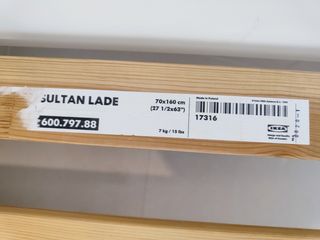 SULTAN LADE
70x160 cm
(27 1/2x63")
600.797.88
7 kg / 15 lbs
Made in Poland
17316
IKEA